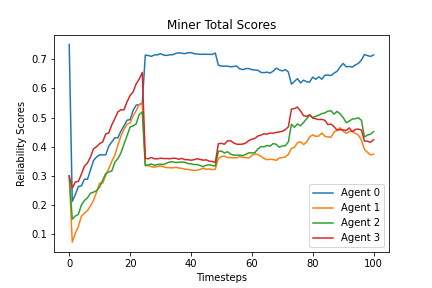 Miner Total Scores
Reliability Scores
0.7
0.6
0.5
0.4
0.3
0.2
0.1
0
20
40
60
80
100
Timesteps
Agent 0
Agent 1
Agent 2
Agent 3